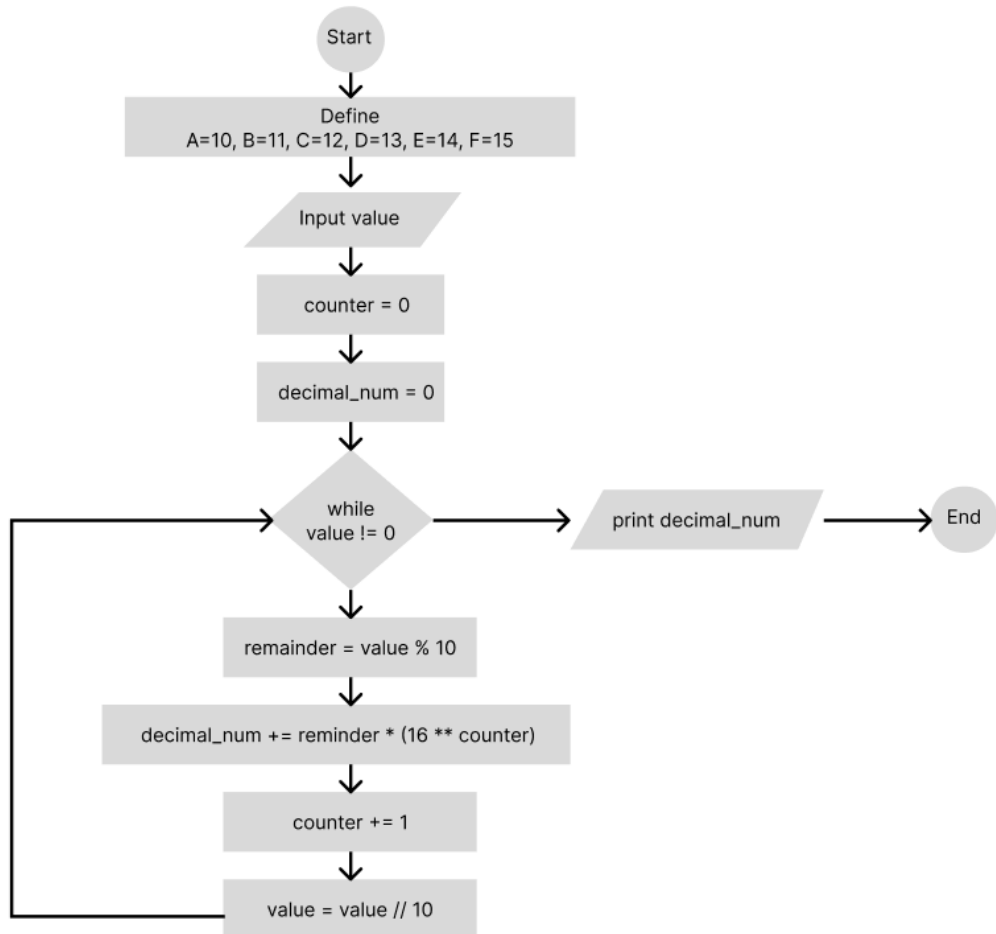 Start
Define
A=10, B=11, C=12, D=13, E=14, F=15
Input value
counter = 0
decimal_num = 0
while
value != 0
print decimal_num
End
remainder = value % 10
decimal_num += reminder * (16 ** counter)
counter += 1
value = value // 10